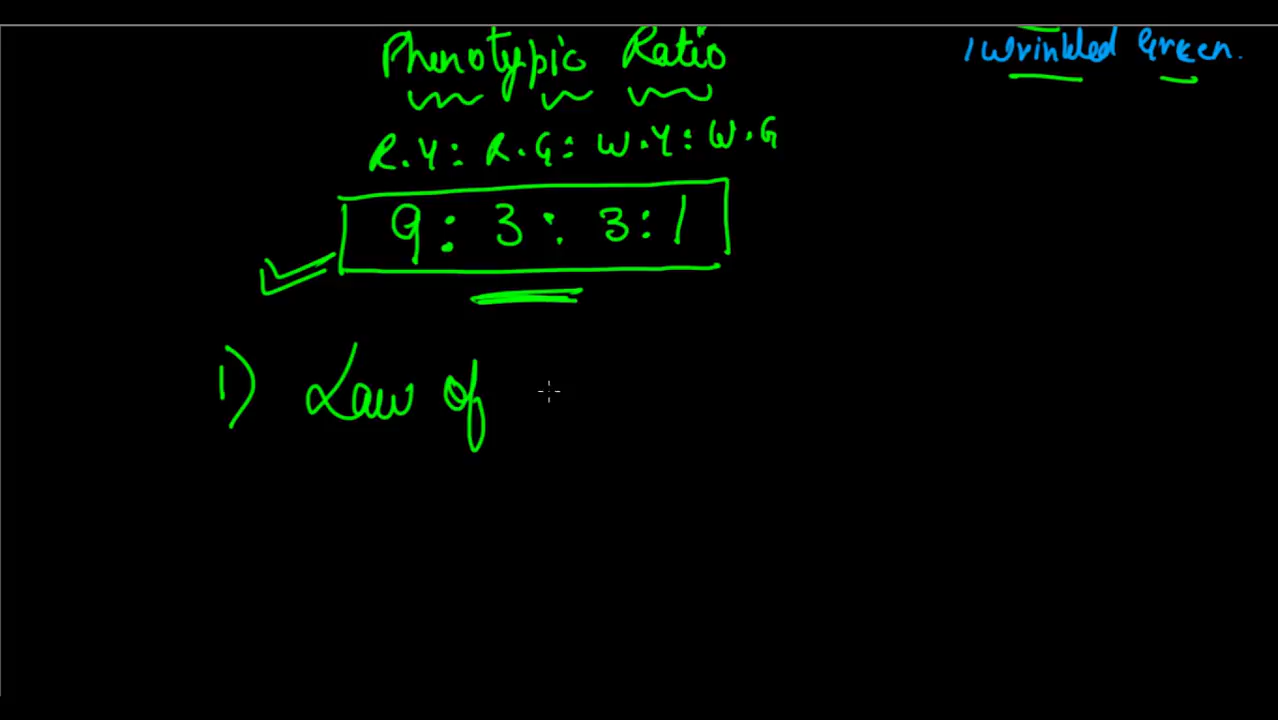 Phenotypic Ratio
1 Wrinkled Green.
R.Y : R.G : W.Y : W.G
9 : 3 : 3 : 1
1) Law of